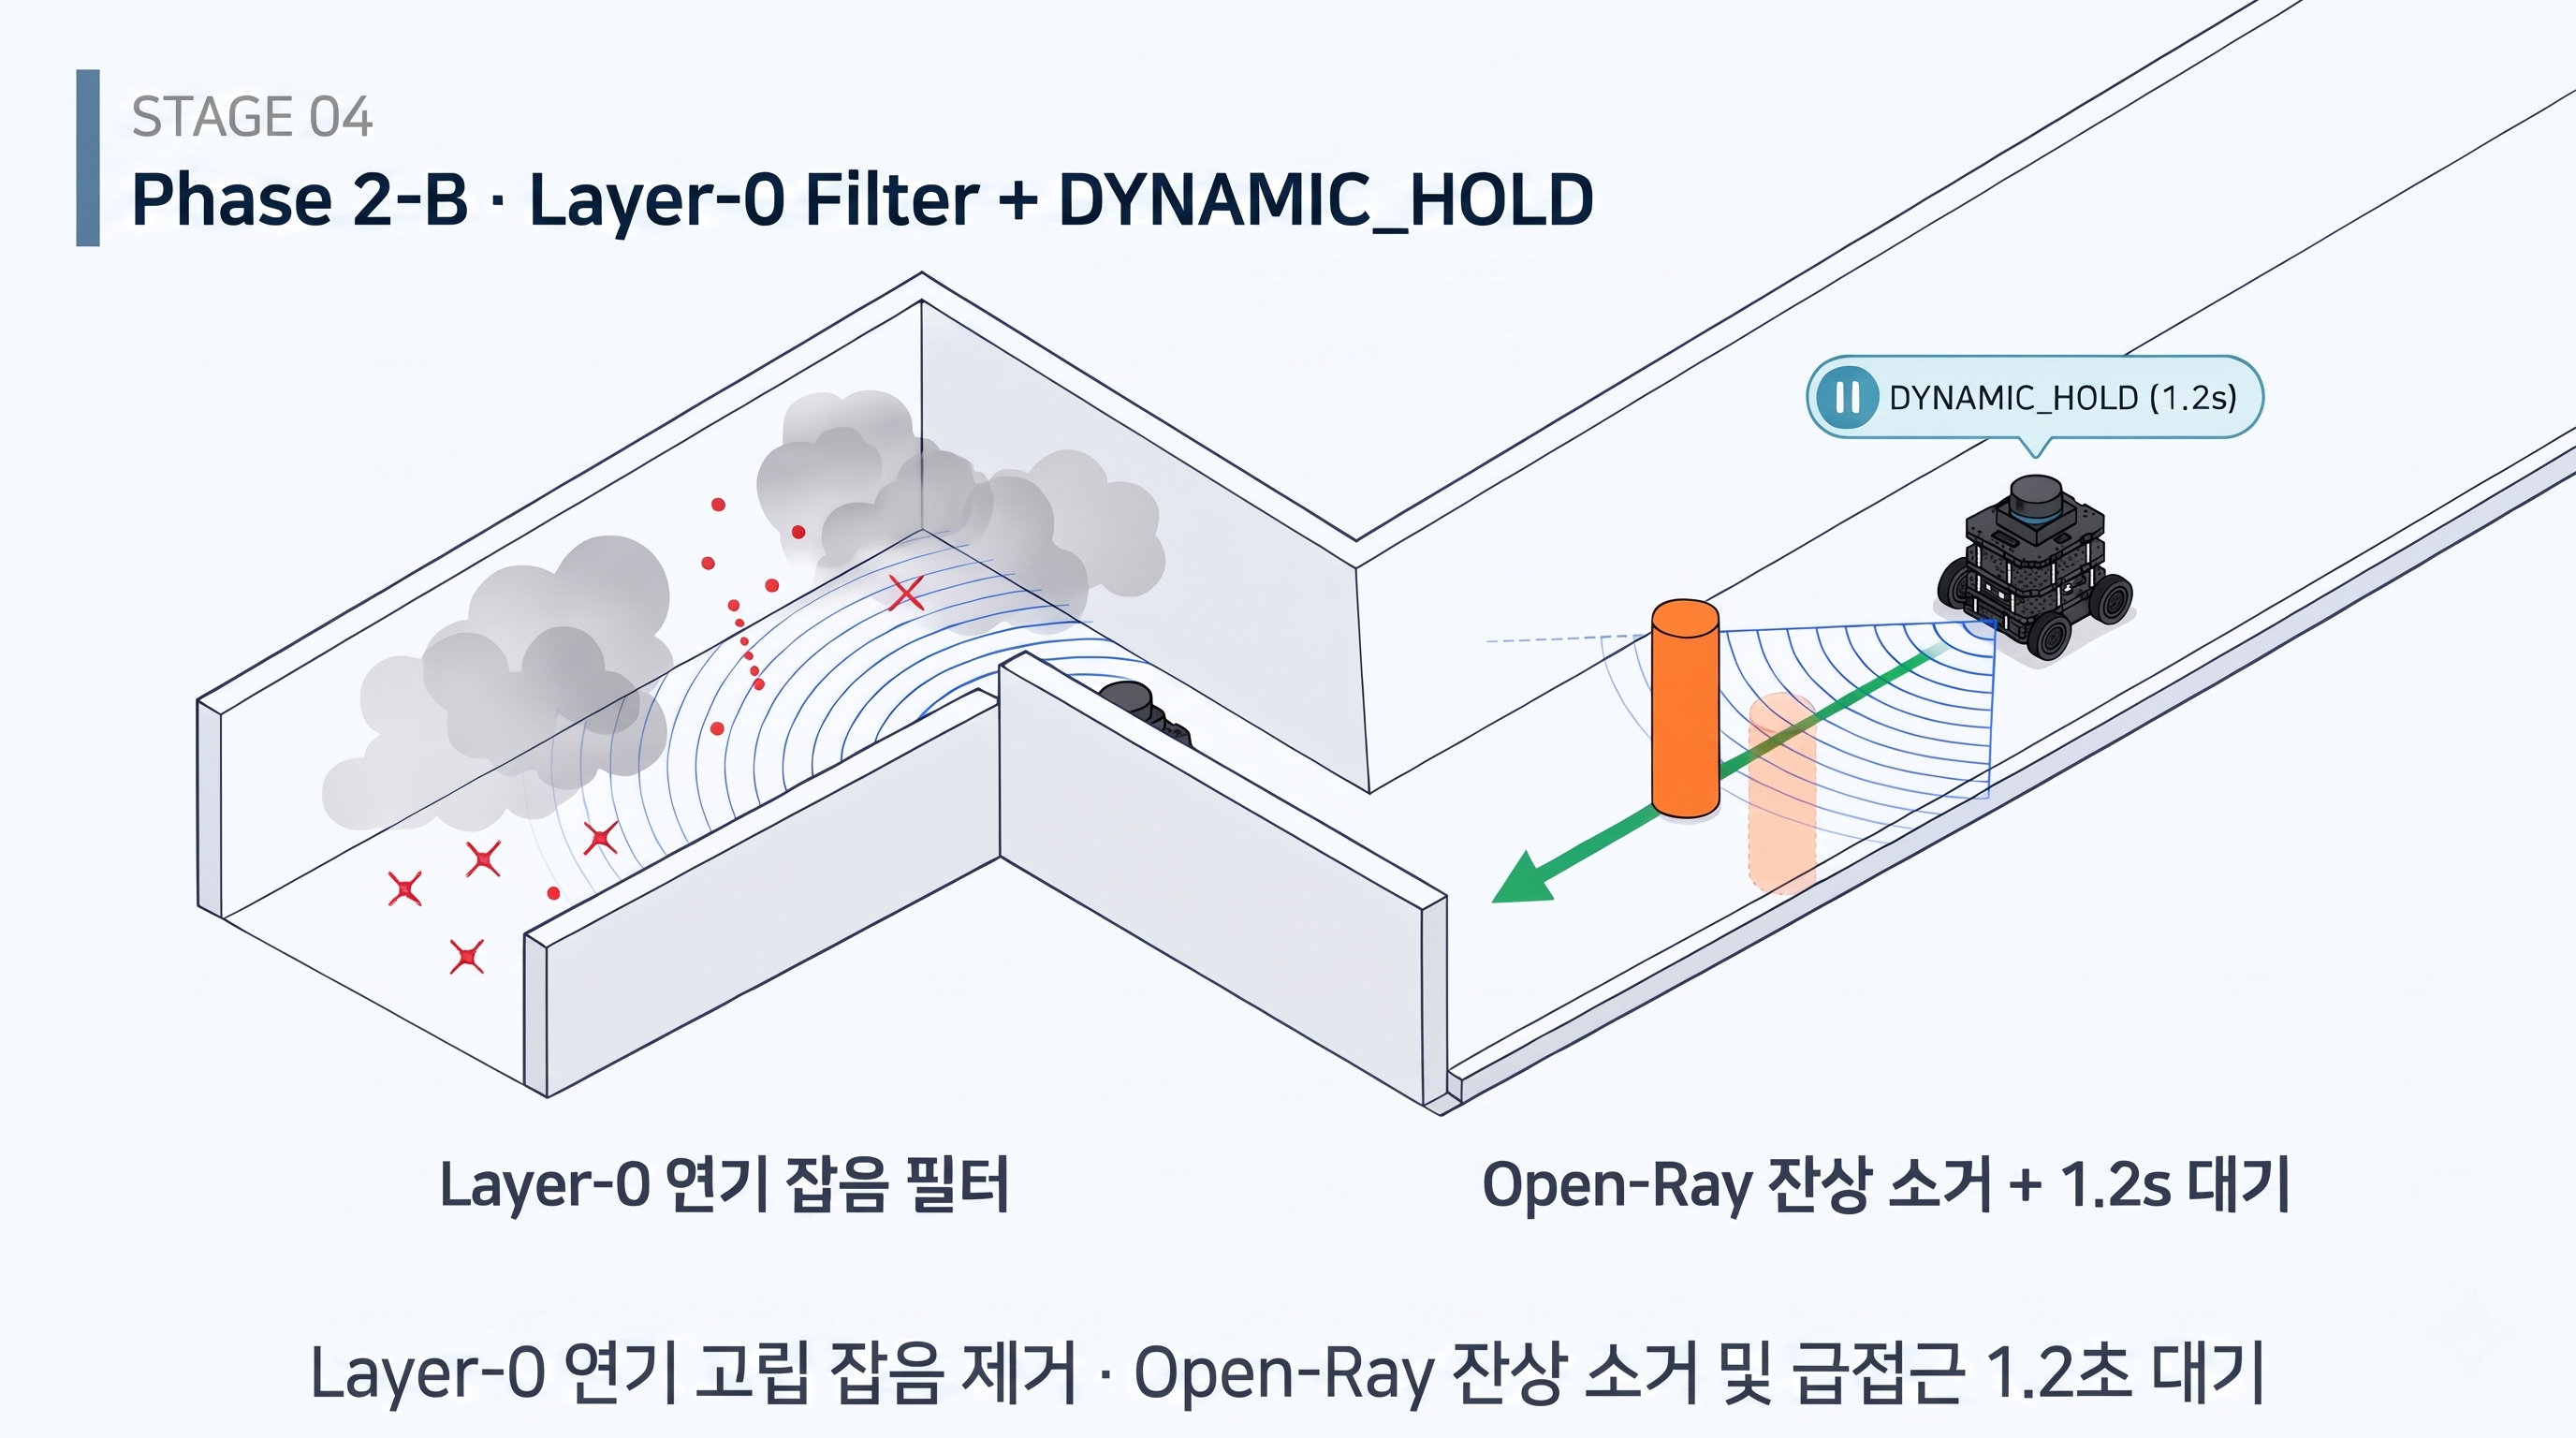 STAGE 04
Phase 2-B · Layer-0 Filter + DYNAMIC_HOLD
DYNAMIC_HOLD (1.2s)
Layer-0 연기 잡음 필터
Open-Ray 잔상 소거 + 1.2s 대기
Layer-0 연기 고립 잡음 제거 · Open-Ray 잔상 소거 및 급접근 1.2초 대기